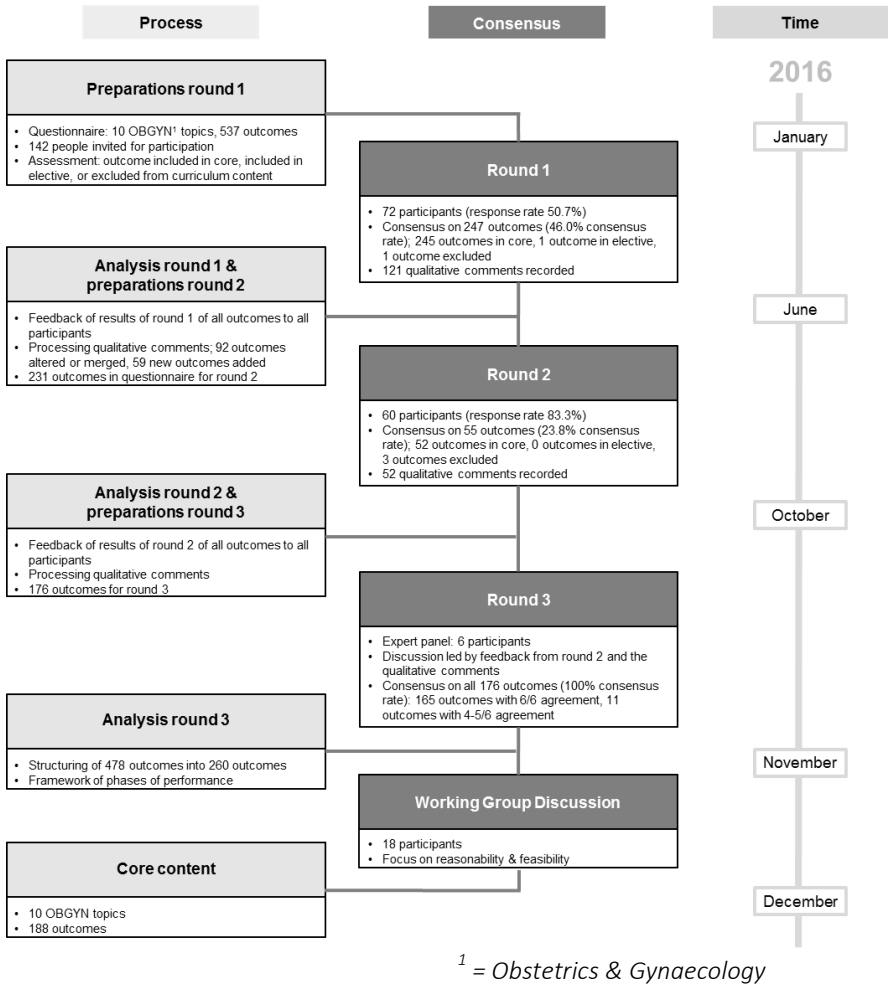 Process
Consensus
Time
2016
Preparations round 1
• Questionnaire: 10 OBGYN¹ topics, 537 outcomes
• 142 people invited for participation
• Assessment: outcome included in core, included in
elective, or excluded from curriculum content
January
Round 1
• 72 participants (response rate 50.7%)
• Consensus on 247 outcomes (46.0% consensus
rate); 245 outcomes in core, 1 outcome in elective,
1 outcome excluded
• 121 qualitative comments recorded
Analysis round 1 &
preparations round 2
• Feedback of results of round 1 of all outcomes to all
participants
• Processing qualitative comments; 92 outcomes
altered or merged, 59 new outcomes added
• 231 outcomes in questionnaire for round 2
June
Round 2
• 60 participants (response rate 83.3%)
• Consensus on 55 outcomes (23.8% consensus
rate); 52 outcomes in core, 0 outcomes in elective,
3 outcomes excluded
• 52 qualitative comments recorded
Analysis round 2 &
preparations round 3
• Feedback of results of round 2 of all outcomes to all
participants
• Processing qualitative comments
• 176 outcomes for round 3
October
Round 3
• Expert panel: 6 participants
• Discussion led by feedback from round 2 and the
qualitative comments
• Consensus on all 176 outcomes (100% consensus
rate): 165 outcomes with 6/6 agreement, 11
outcomes with 4-5/6 agreement
Analysis round 3
• Structuring of 478 outcomes into 260 outcomes
• Framework of phases of performance
November
Working Group Discussion
• 18 participants
• Focus on reasonability & feasibility
Core content
• 10 OBGYN topics
• 188 outcomes
December
¹ = Obstetrics & Gynaecology